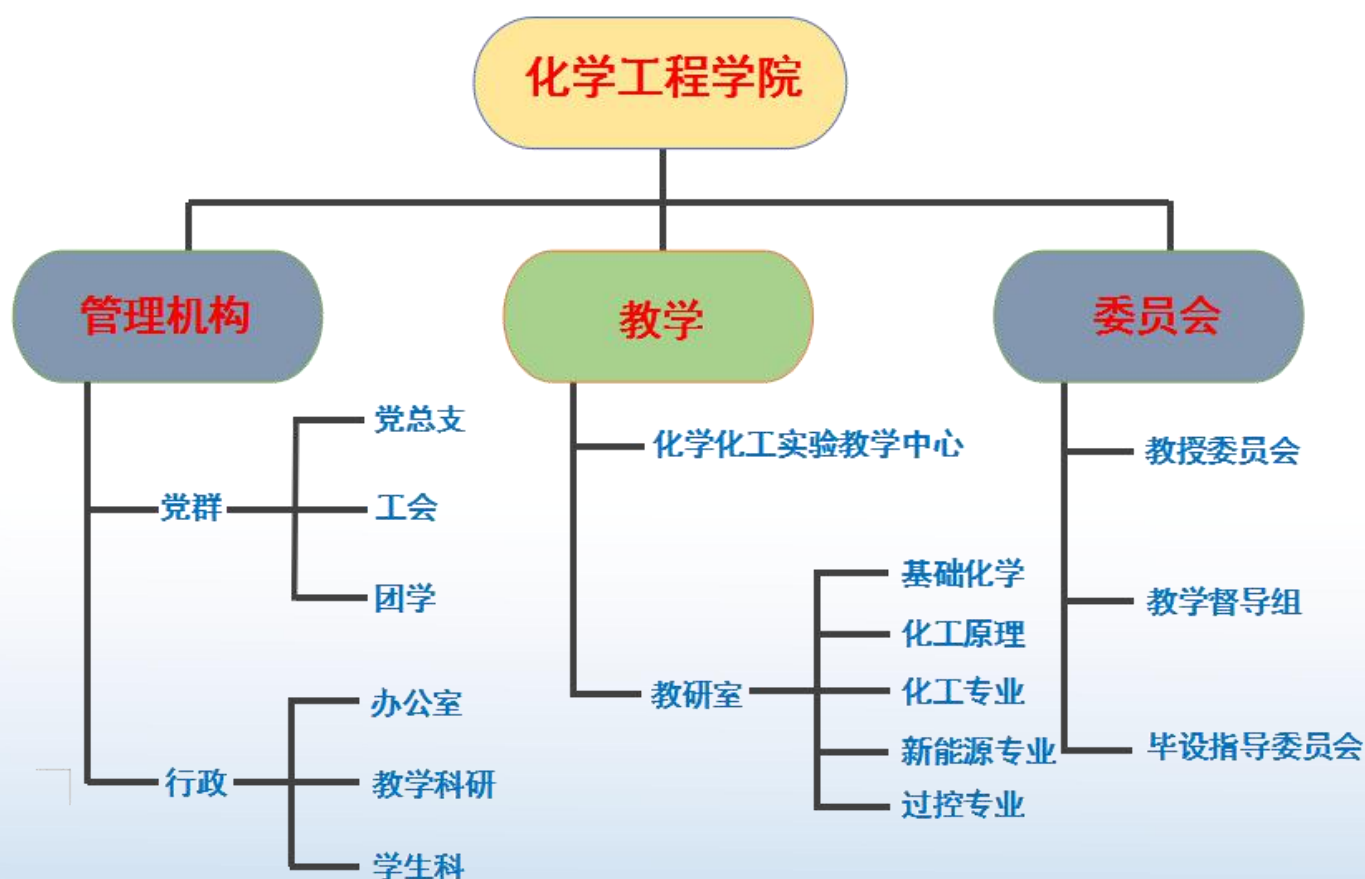 化学工程学院
管理机构
教学
委员会
党群
党总支
工会
团学
行政
办公室
教学科研
学生科
化学化工实验教学中心
教研室
基础化学
化工原理
化工专业
新能源专业
过控专业
教授委员会
教学督导组
毕设指导委员会